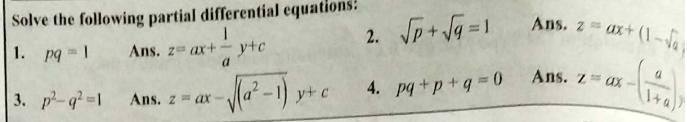 Solve the following partial differential equations:
1. pq = 1 Ans. z = ax + 1/a y + c 2. √p + √q = 1 Ans. z = ax + (1 - √a
3. p² - q² = 1 Ans. z = ax - √(a² - 1) y + c 4. pq + p + q = 0 Ans. z = ax - (a/(1+a))